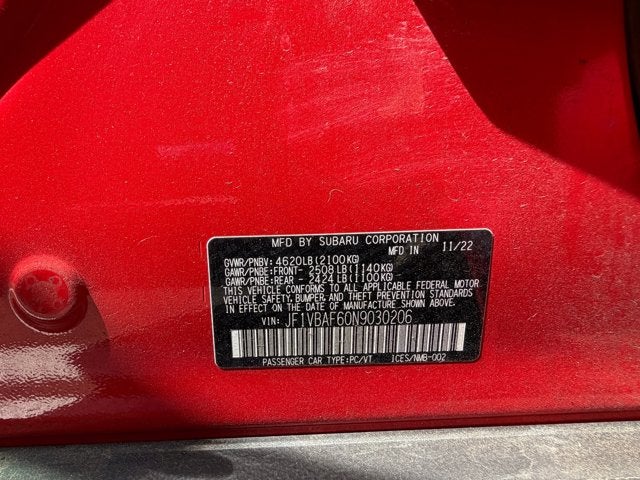 MFD BY SUBARU CORPORATION
MFD IN 11/22
GVWR/PNBV: 4620LB(2100KG)
GAWR/PNBE:FRONT- 2508LB(1140KG)
GAWR/PNBE:REAR - 2424LB(1100KG)
THIS VEHICLE CONFORMS TO ALL APPLICABLE FEDERAL MOTOR
VEHICLE SAFETY, BUMPER, AND THEFT PREVENTION STANDARDS
IN EFFECT ON THE DATE OF MANUFACTURE SHOWN ABOVE.
VIN: JF1VBAF60N9030206
PASSENGER CAR TYPE:PC/VT ICES/NMB-002